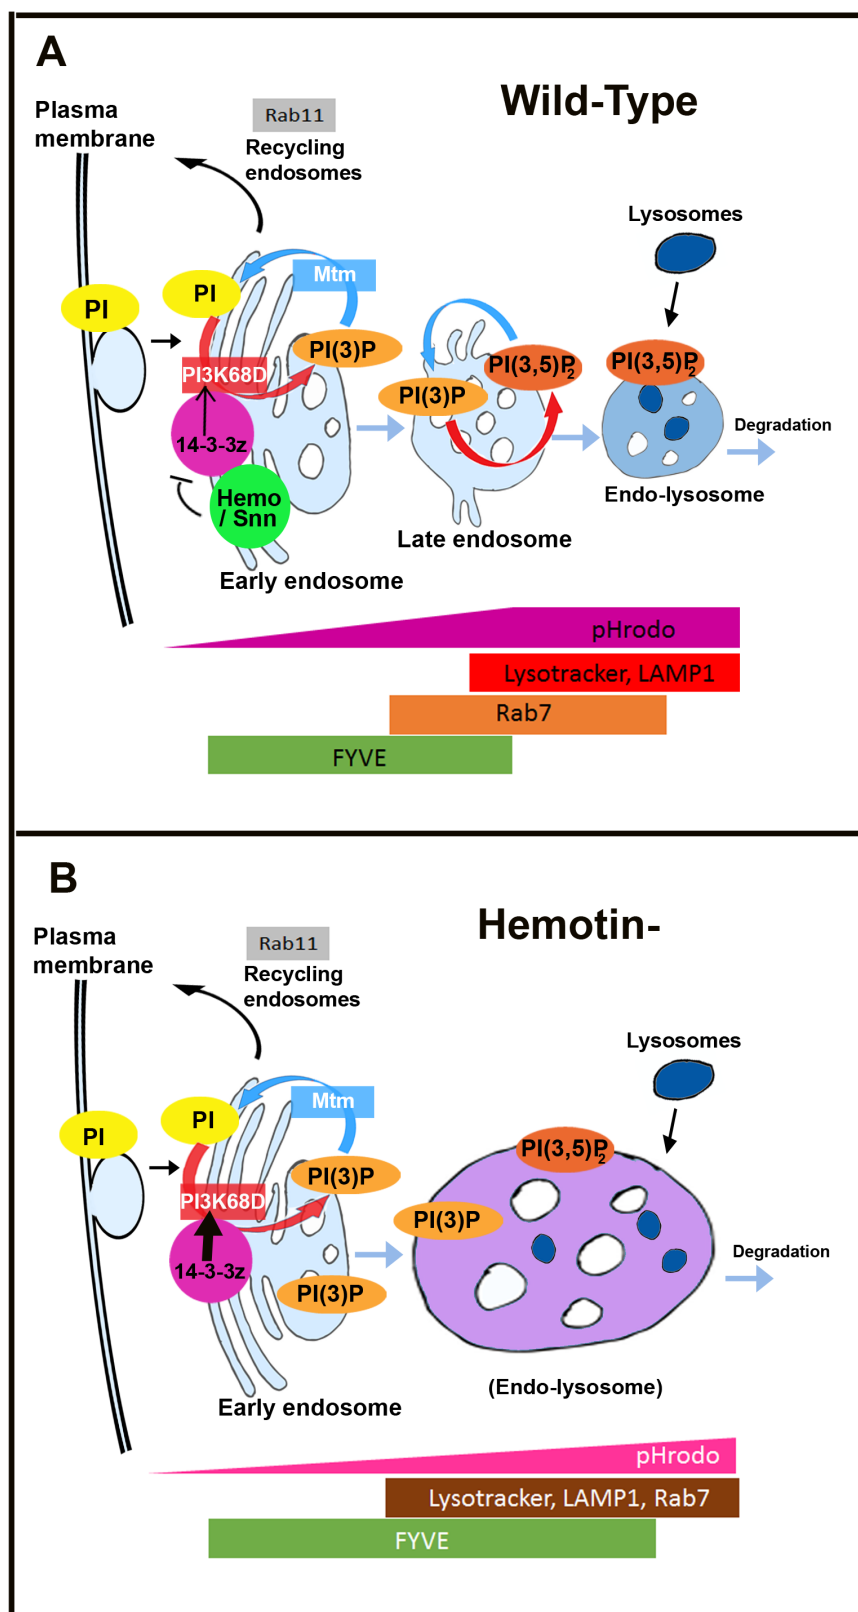 A
Wild-Type
Plasma
membrane
Rab11
Recycling
endosomes
Lysosomes
PI
PI
Mtm
PI(3)P
PI3K68D
14-3-3z
Hemo
/ Snn
Early endosome
PI(3)P
PI(3,5)P2
Late endosome
PI(3,5)P2
Degradation
Endo-lysosome
pHrodo
Lysotracker, LAMP1
Rab7
FYVE
B
Hemotin-
Plasma
membrane
Rab11
Recycling
endosomes
Lysosomes
PI
PI
Mtm
PI(3)P
PI3K68D
14-3-3z
PI(3)P
Early endosome
PI(3,5)P2
PI(3)P
Degradation
(Endo-lysosome)
pHrodo
Lysotracker, LAMP1, Rab7
FYVE